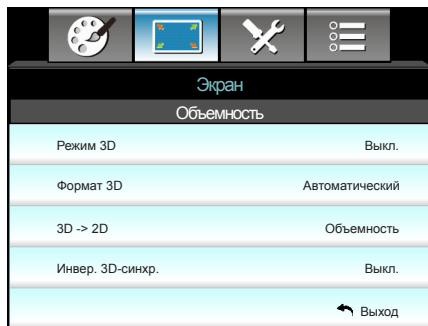 Экран
Объемность
Режим 3D Выкл.
Формат 3D Автоматический
3D -> 2D Объемность
Инвер. 3D-синхр. Выкл.
Выход